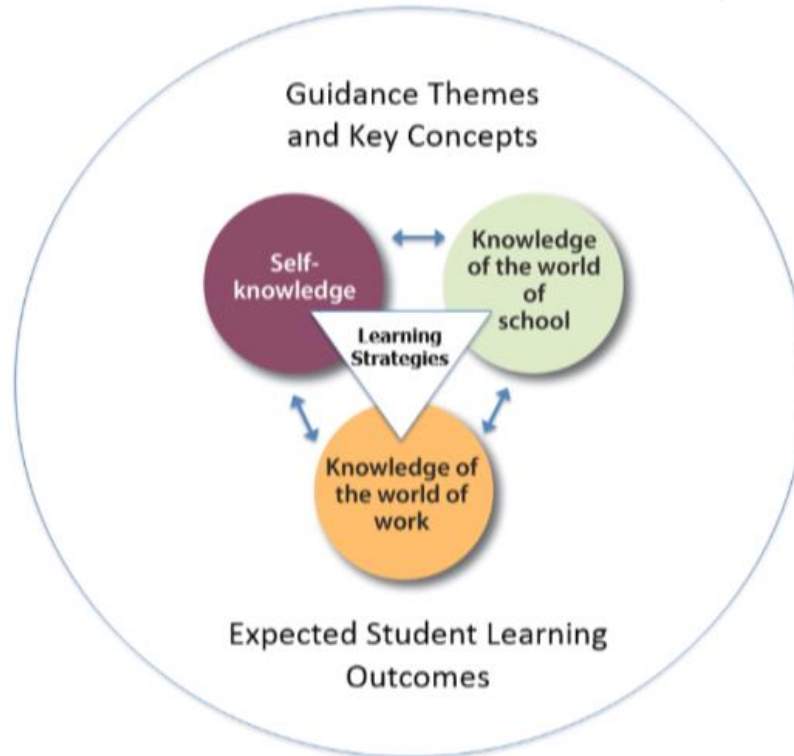 Guidance Themes
and Key Concepts
Self-
knowledge
Knowledge
of the world
of
school
Learning
Strategies
Knowledge of
the world of
work
Expected Student Learning
Outcomes